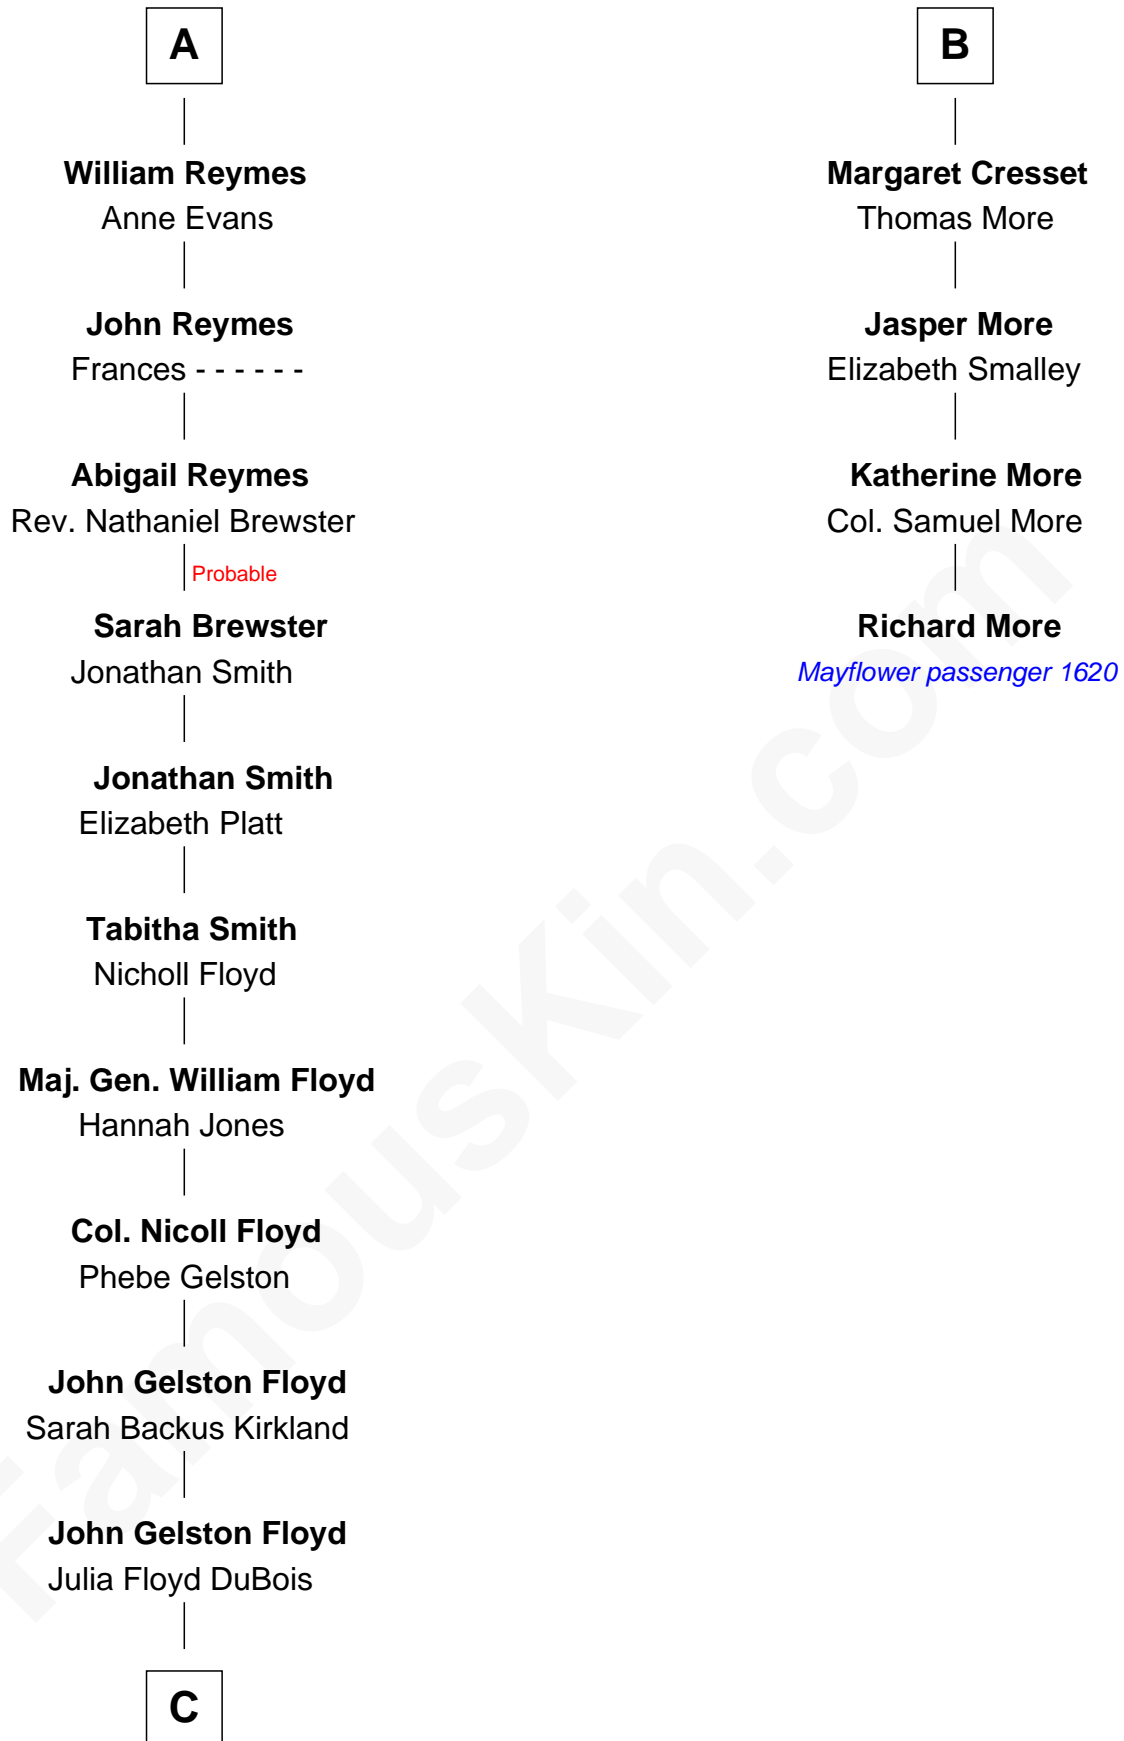 A
William Reymes
Anne Evans
John Reymes
Frances - - - - - -
Abigail Reymes
Rev. Nathaniel Brewster
Probable
Sarah Brewster
Jonathan Smith
Jonathan Smith
Elizabeth Platt
Tabitha Smith
Nicholl Floyd
Maj. Gen. William Floyd
Hannah Jones
Col. Nicoll Floyd
Phebe Gelston
John Gelston Floyd
Sarah Backus Kirkland
John Gelston Floyd
Julia Floyd DuBois
C
B
Margaret Cresset
Thomas More
Jasper More
Elizabeth Smalley
Katherine More
Col. Samuel More
Richard More
Mayflower passenger 1620
FamousKin.com